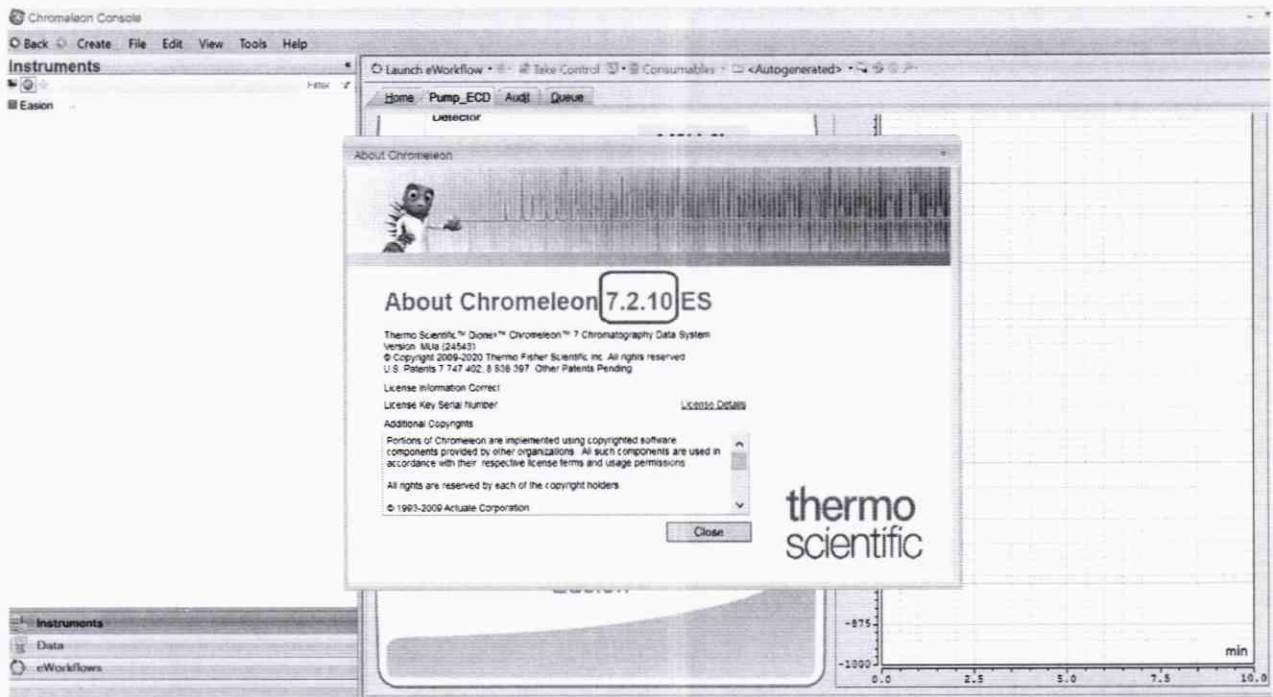 Chromeleon Console
Back Create File Edit View Tools Help
Instruments
Launch eWorkflow Take Control Consumables <Autogenerated>
Filter
Home Pump_ECD Audit Queue
Easion
Detector
About Chromeleon
About Chromeleon 7.2.10 ES
Thermo Scientific™ Dionex™ Chromeleon™ 7 Chromatography Data System
Version MUa (24543)
© Copyright 2009-2020 Thermo Fisher Scientific Inc. All rights reserved
U.S. Patents 7 747 402, 8 938 397. Other Patents Pending
License Information Correct
License Key Serial Number
License Details
Additional Copyrights
Portions of Chromeleon are implemented using copyrighted software
components provided by other organizations. All such components are used in
accordance with their respective license terms and usage permissions
All rights are reserved by each of the copyright holders
© 1993-2009 Actuate Corporation
Close
thermo
scientific
Instruments
Data
eWorkflows
-875
-1000
min
0.0 2.5 5.0 7.5 10.0